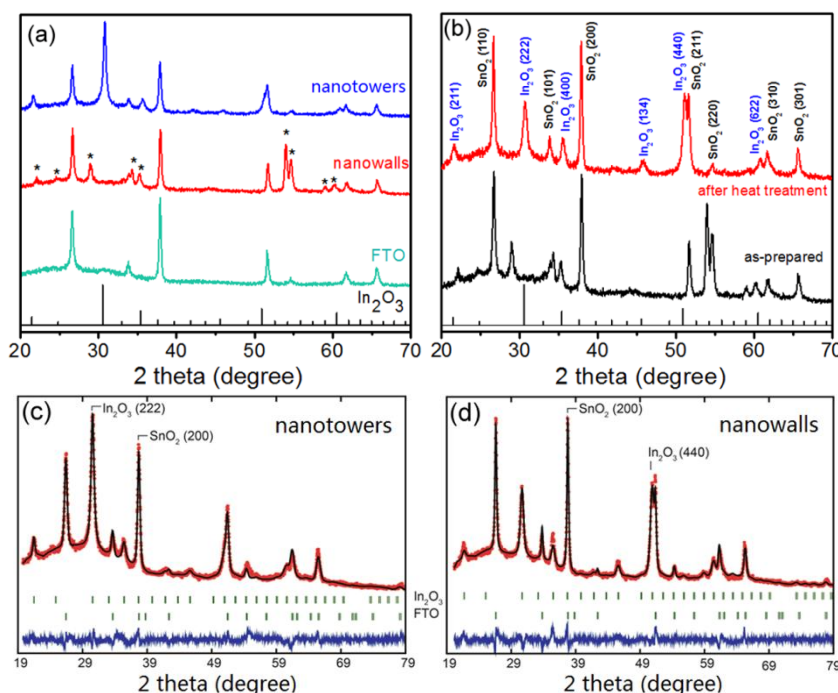 (a)
nanotowers
* * * * * * * * *
nanowalls
FTO
In2O3
20 30 40 50 60 70
2 theta (degree)
(b)
In2O3 (211)
SnO2 (110)
In2O3 (222)
SnO2 (101)
In2O3 (400)
SnO2 (200)
In2O3 (134)
In2O3 (440)
SnO2 (211)
SnO2 (220)
In2O3 (622)
SnO2 (310)
SnO2 (301)
after heat treatment
as-prepared
20 30 40 50 60 70
2 theta (degree)
(c)
In2O3 (222)
SnO2 (200)
nanotowers
19 29 39 49 59 69 79
2 theta (degree)
(d)
SnO2 (200)
nanowalls
In2O3 (440)
In2O3
FTO
19 29 39 49 59 69 79
2 theta (degree)